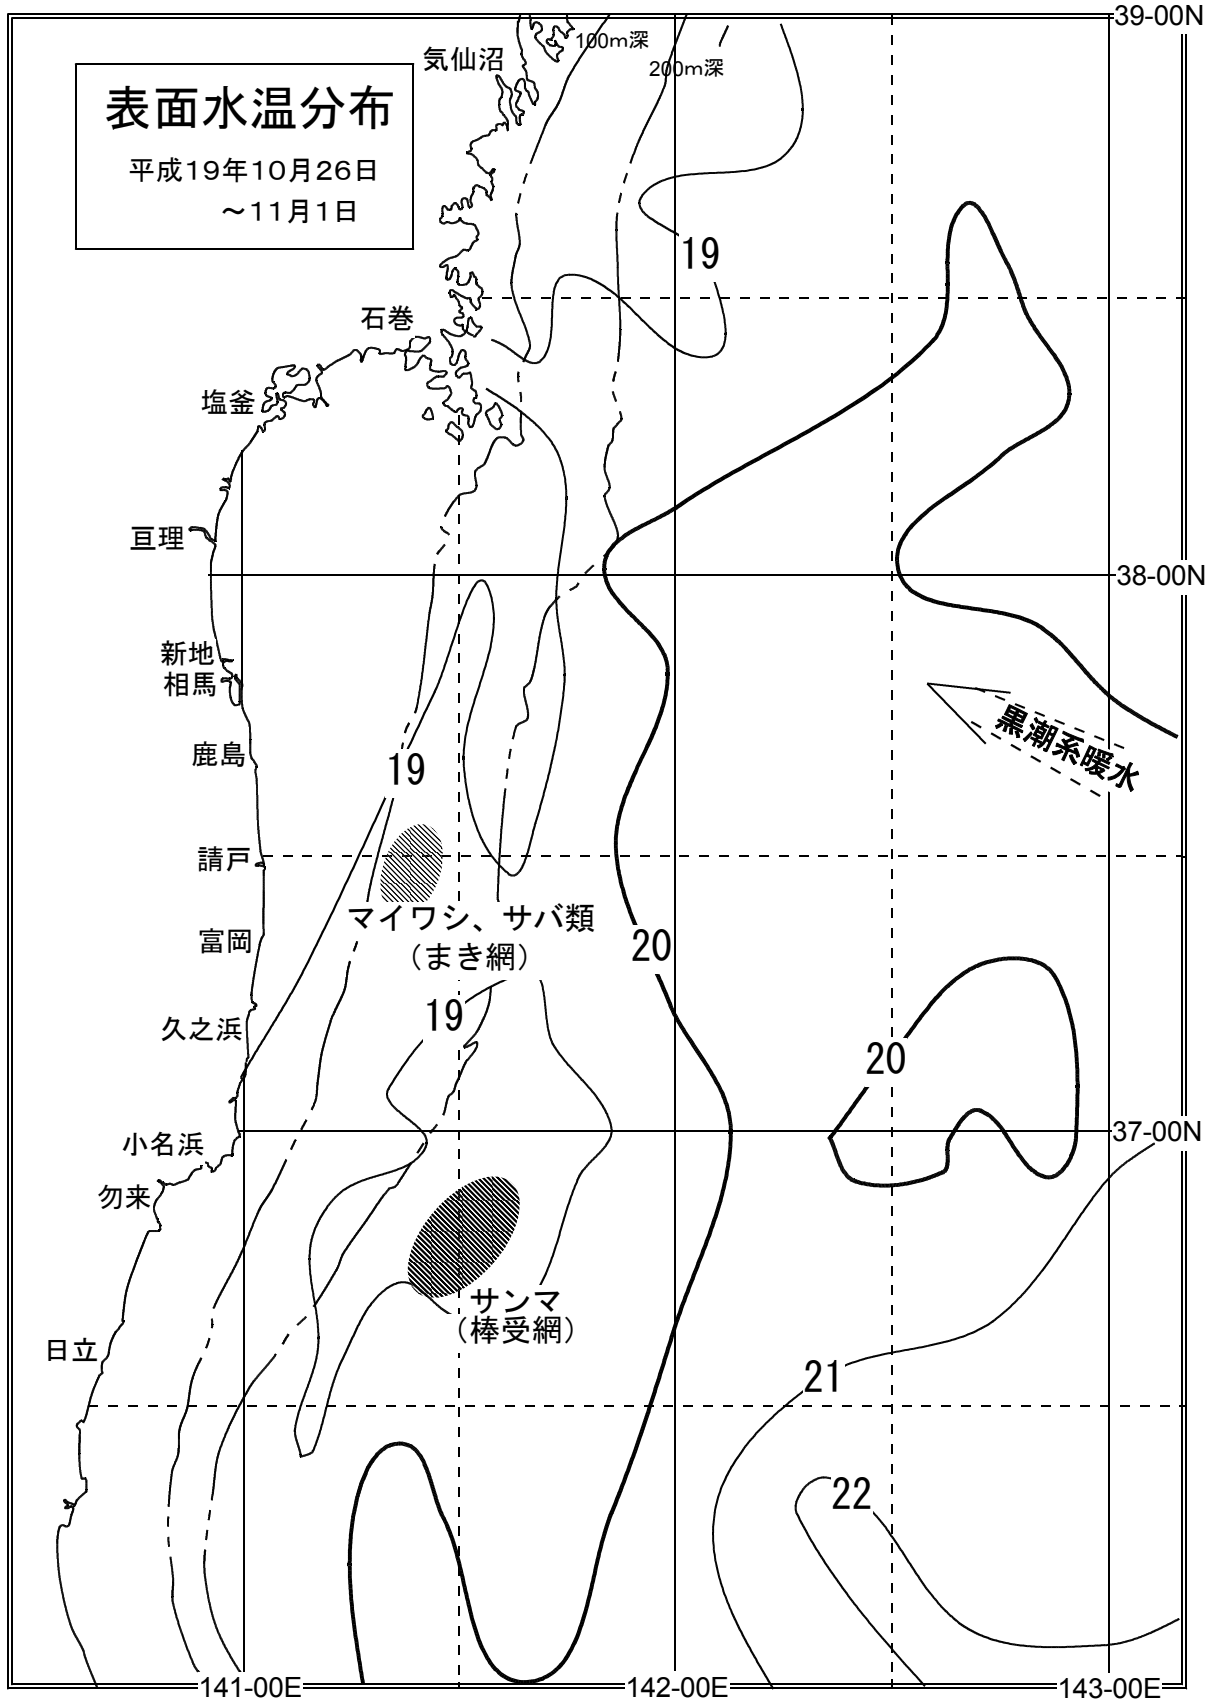 39-00N
100m深
気仙沼
200m深
表面水温分布
平成19年10月26日
～11月1日
19
石巻
塩釜
亘理
38-00N
新地
相馬
黒潮系暖水
鹿島
19
請戸
マイワシ、サバ類
（まき網）
富岡
20
19
久之浜
20
37-00N
小名浜
勿来
サンマ
（棒受網）
日立
21
22
141-00E
142-00E
143-00E